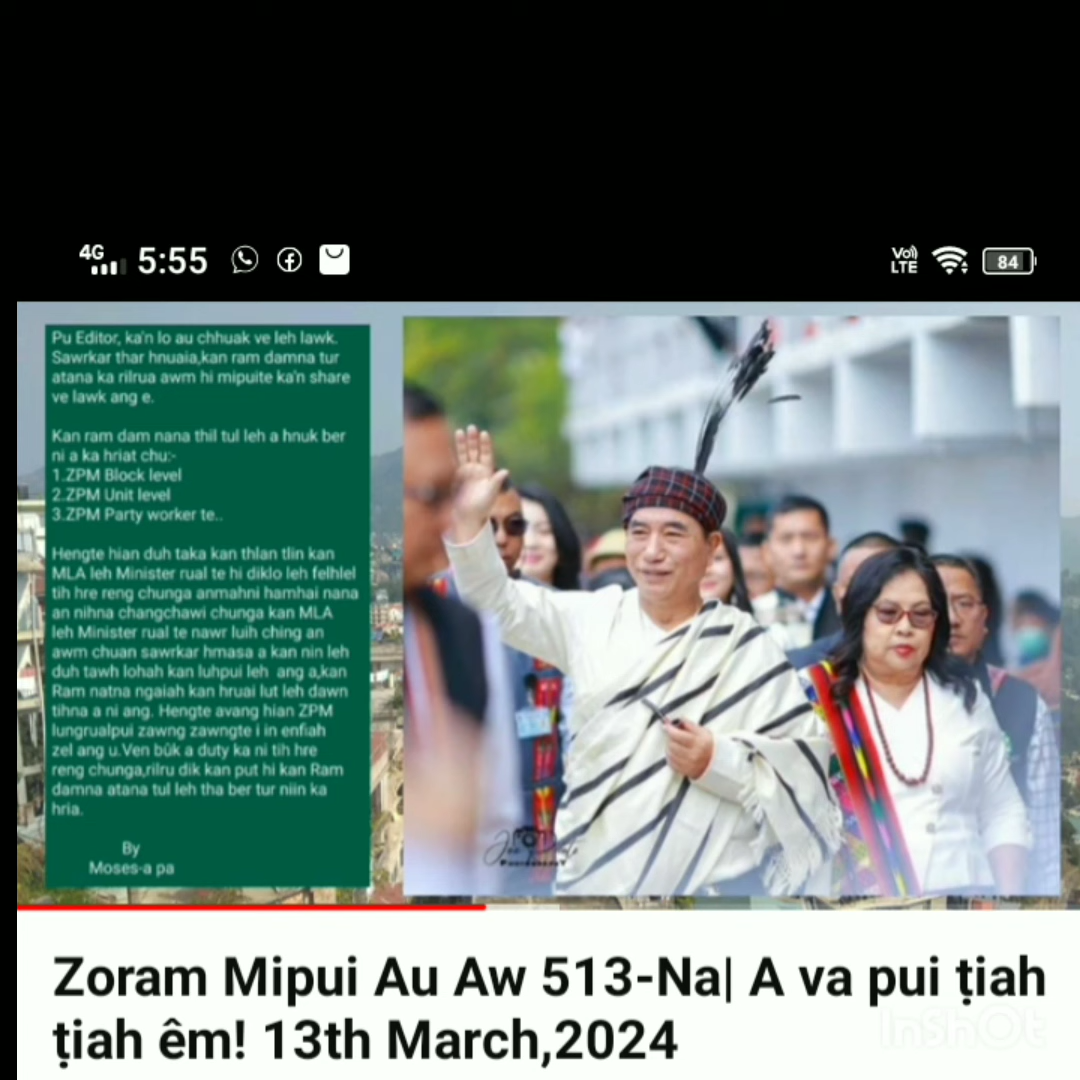 4G 5:55 Vo)) LTE 84
Pu Editor, ka'n lo au chhuak ve leh lawk.
Sawrkar thar hnuaia,kan ram damna tur
atana ka rilrua awm hi mipuite ka'n share
ve lawk ang e.
Kan ram dam nana thil tul leh a hnuk ber
ni a ka hriat chu:-
1.ZPM Block level
2.ZPM Unit level
3.ZPM Party worker te..
Hengte hian duh taka kan thlan tlin kan
MLA leh Minister rual te hi diklo leh felhlel
tih hre reng chunga anmahni hamhai nana
an nihna changchawi chunga kan MLA
leh Minister rual te nawr luih ching an
awm chuan sawrkar hmasa a kan nin leh
duh tawh lohah kan luhpui leh ang a,kan
Ram natna ngaiah kan hruai lut leh dawn
tihna a ni ang. Hengte avang hian ZPM
lungrualpui zawng zawngte i in enfiah
zel ang u.Ven bûk a duty ka ni tih hre
reng chunga,rilru dik kan put hi kan Ram
damna atana tul leh tha ber tur niin ka
hria.
By
Moses-a pa
Zoram Mipui Au Aw 513-Na| A va pui ṭiah
ṭiah êm! 13th March,2024
InShOt